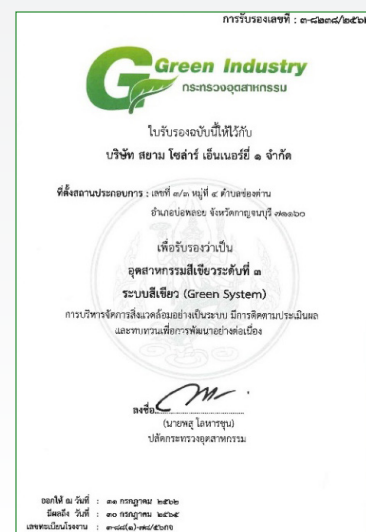 การรับรองเลขที่ : ๓-๘๒๓๘/๒๕๖๒
Green Industry
กระทรวงอุตสาหกรรม
ใบรับรองฉบับนี้ให้ไว้กับ
บริษัท สยาม โซล่าร์ เอ็นเนอร์ยี่ ๑ จำกัด
ที่ตั้งสถานประกอบการ : เลขที่ ๓/๓ หมู่ที่ ๔ ตำบลช่องด่าน
อำเภอบ่อพลอย จังหวัดกาญจนบุรี ๗๑๑๖๐
เพื่อรับรองว่าเป็น
อุตสาหกรรมสีเขียวระดับที่ ๓
ระบบสีเขียว (Green System)
การบริหารจัดการสิ่งแวดล้อมอย่างเป็นระบบ มีการติดตามประเมินผล
และทบทวนเพื่อการพัฒนาอย่างต่อเนื่อง
ลงชื่อ
(นายพสุ โลหารชุน)
ปลัดกระทรวงอุตสาหกรรม
ออกให้ ณ วันที่ : ๓๑ กรกฎาคม ๒๕๖๒
มีผลถึง วันที่ : ๓๐ กรกฎาคม ๒๕๖๕
เลขทะเบียนโรงงาน :